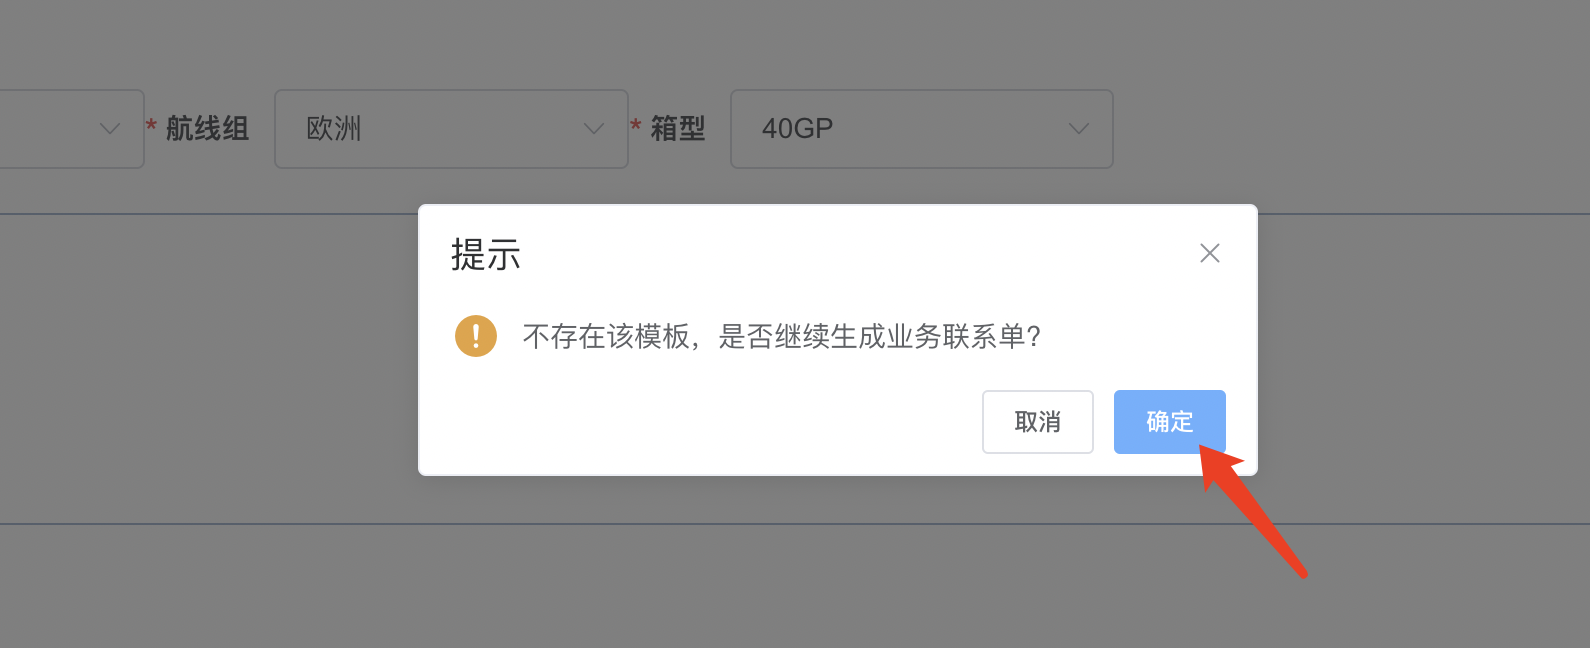 * 航线组 欧洲 * 箱型 40GP
提示
不存在该模板，是否继续生成业务联系单?
取消 确定